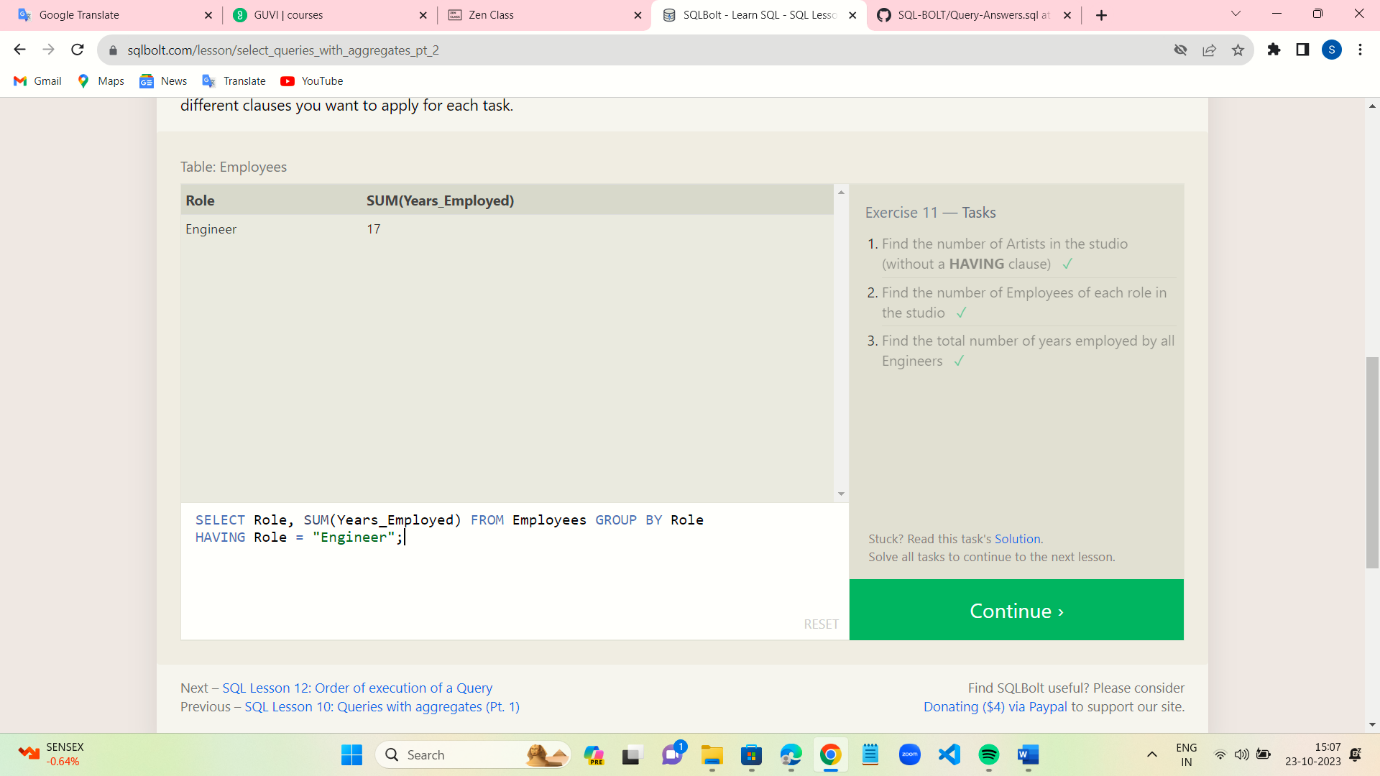 Google Translate
GUVI | courses
Zen Class
SQLBolt - Learn SQL - SQL Lesso
SQL-BOLT/Query-Answers.sql at
sqlbolt.com/lesson/select_queries_with_aggregates_pt_2
S
Gmail
Maps
News
Translate
YouTube
different clauses you want to apply for each task.
Table: Employees
Role SUM(Years_Employed)
Engineer 17
Exercise 11 — Tasks
1. Find the number of Artists in the studio
(without a HAVING clause) ✓
2. Find the number of Employees of each role in
the studio ✓
3. Find the total number of years employed by all
Engineers ✓
SELECT Role, SUM(Years_Employed) FROM Employees GROUP BY Role
HAVING Role = "Engineer";
RESET
Stuck? Read this task's Solution.
Solve all tasks to continue to the next lesson.
Continue ›
Next – SQL Lesson 12: Order of execution of a Query
Previous – SQL Lesson 10: Queries with aggregates (Pt. 1)
Find SQLBolt useful? Please consider
Donating ($4) via Paypal to support our site.
SENSEX
-0.64%
Search
PRE
1
zoom
ENG
IN
15:07
23-10-2023